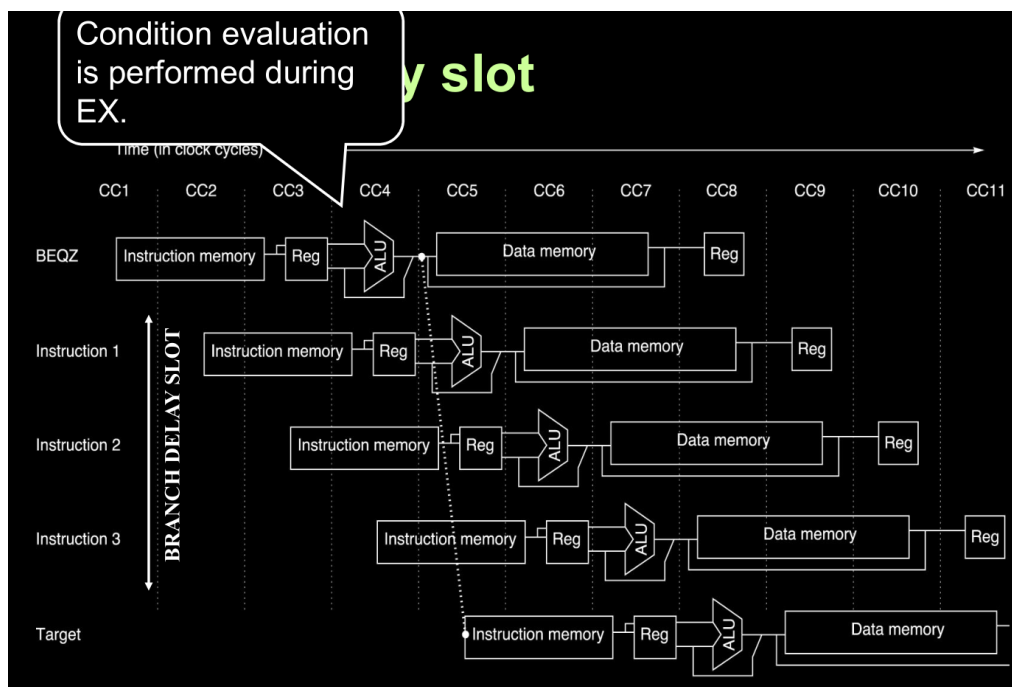 Condition evaluation
is performed during
EX.
y slot
Time (in clock cycles)
CC1 CC2 CC3 CC4 CC5 CC6 CC7 CC8 CC9 CC10 CC11
BEQZ Instruction memory Reg ALU Data memory Reg
Instruction 1 Instruction memory Reg ALU Data memory Reg
Instruction 2 Instruction memory Reg ALU Data memory Reg
Instruction 3 Instruction memory Reg ALU Data memory Reg
BRANCH DELAY SLOT
Target Instruction memory Reg ALU Data memory